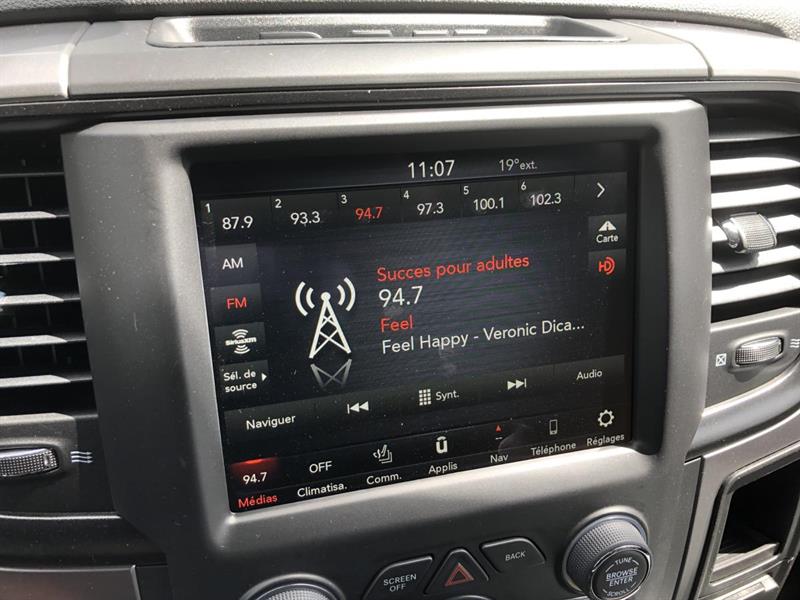 11:07 19°ext.
1 87.9 2 93.3 3 94.7 4 97.3 5 100.1 6 102.3
AM
FM
SiriusXM
Sél. de
source
Carte
HD
Succes pour adultes
94.7
Feel
Feel Happy - Veronic Dica...
Naviguer Synt. Audio
94.7 OFF
Médias Climatisa. Comm. Applis Nav Téléphone Réglages
SCREEN
OFF
BACK
TUNE
BROWSE
ENTER
SCROLL